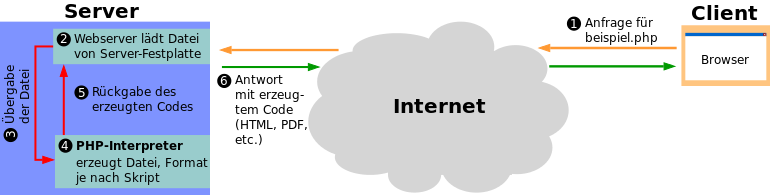 Server
Client
❶ Anfrage für
beispiel.php
Browser
❷ Webserver lädt Datei
von Server-Festplatte
❸ Übergabe
der Datei
❹ PHP-Interpreter
erzeugt Datei, Format
je nach Skript
❺ Rückgabe des
erzeugten Codes
❻ Antwort
mit erzeug-
tem Code
(HTML, PDF,
etc.)
Internet